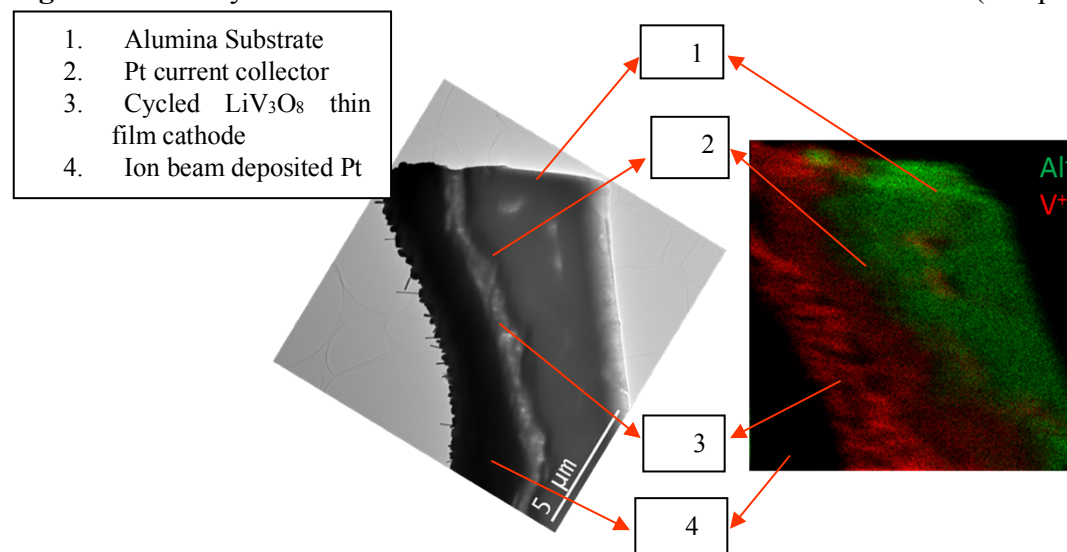 1. Alumina Substrate
2. Pt current collector
3. Cycled LiV₃O₈ thin
film cathode
4. Ion beam deposited Pt
1
2
3
4
Al⁺
V⁺
5 μm